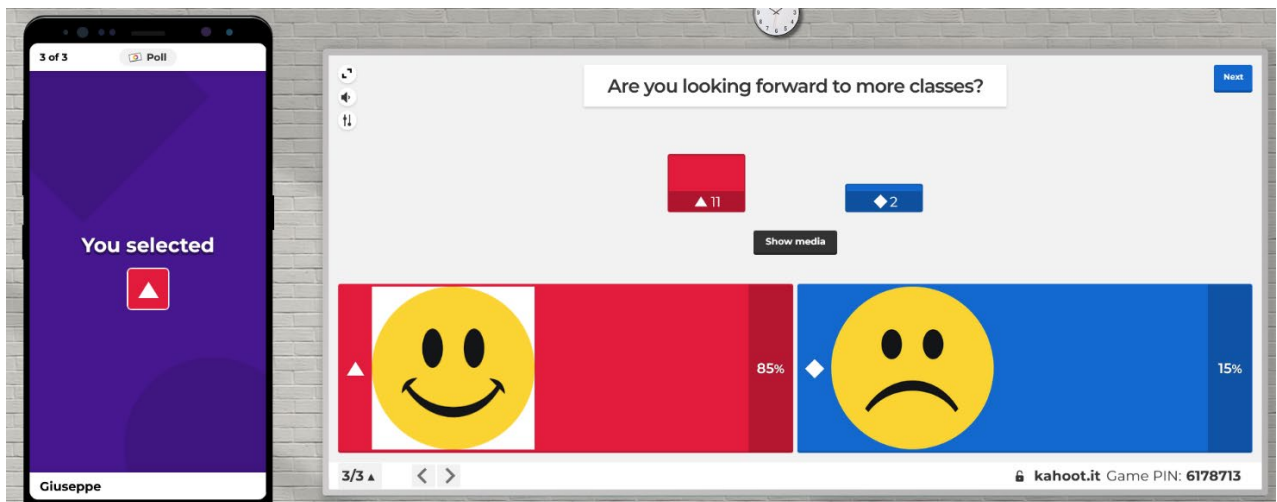 3 of 3 Poll
You selected
Giuseppe
Are you looking forward to more classes?
Next
11
2
Show media
85%
15%
3/3
kahoot.it Game PIN: 6178713